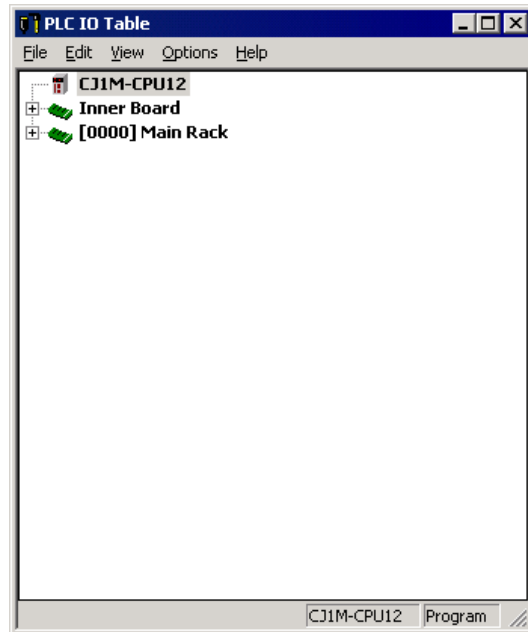 PLC IO Table
File Edit View Options Help
CJ1M-CPU12
Inner Board
[0000] Main Rack
CJ1M-CPU12 Program